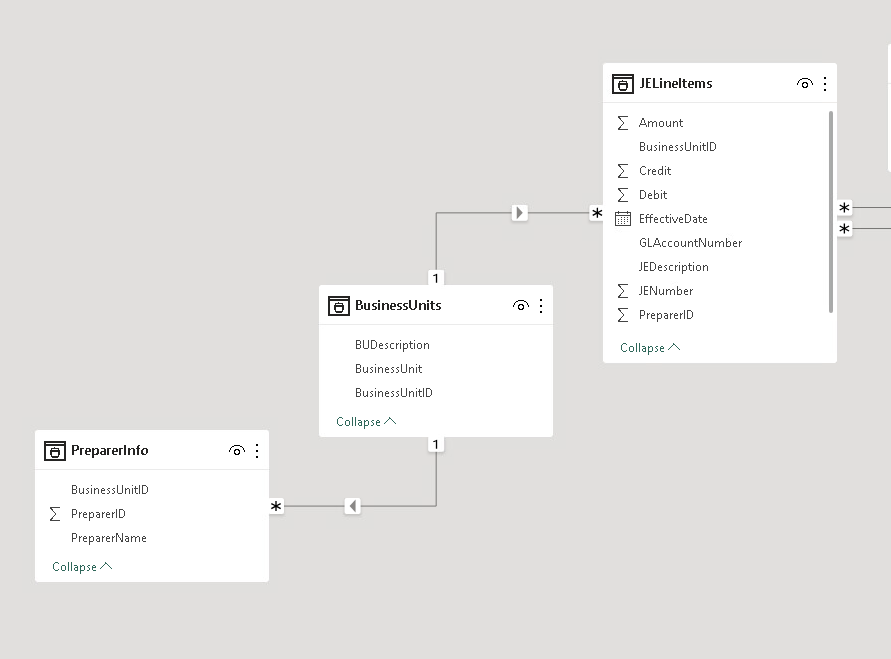 JELineItems
Amount
BusinessUnitID
Credit
Debit
EffectiveDate
GLAccountNumber
JEDescription
JENumber
PreparerID
Collapse
*
*
*
1
BusinessUnits
BUDescription
BusinessUnit
BusinessUnitID
Collapse
1
PreparerInfo
BusinessUnitID
PreparerID
PreparerName
Collapse
*